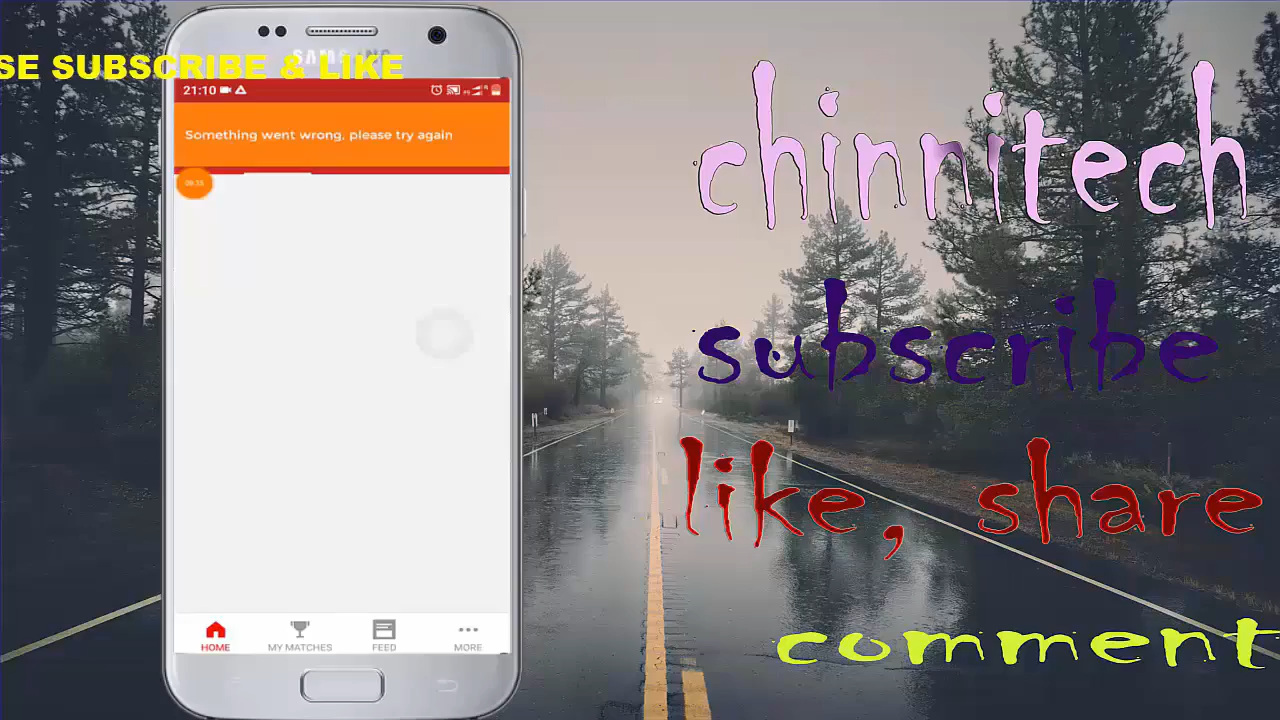 SE SUBSCRIBE & LIKE
SAMSUNG
21:10
Something went wrong, please try again
HOME
MY MATCHES
FEED
MORE
chinnitech
subscribe
like, share
comment